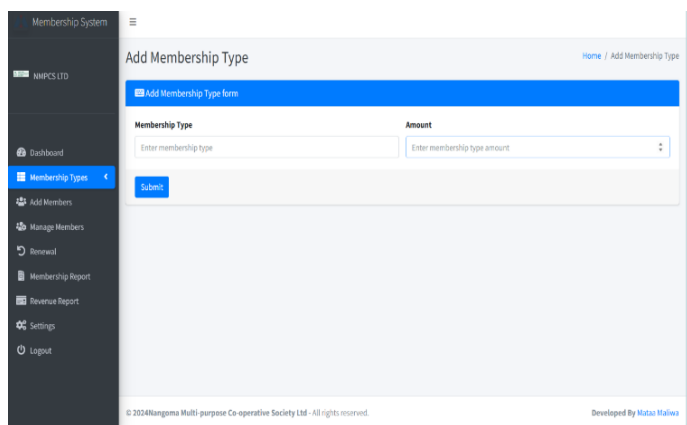 Membership System
NMPCS LTD
Dashboard
Membership Types
Add Members
Manage Members
Renewal
Membership Report
Revenue Report
Settings
Logout
Add Membership Type
Home / Add Membership Type
Add Membership Type form
Membership Type
Amount
Enter membership type
Enter membership type amount
Submit
© 2024Nangoma Multi-purpose Co-operative Society Ltd - All rights reserved.
Developed By Mataa Maliwa